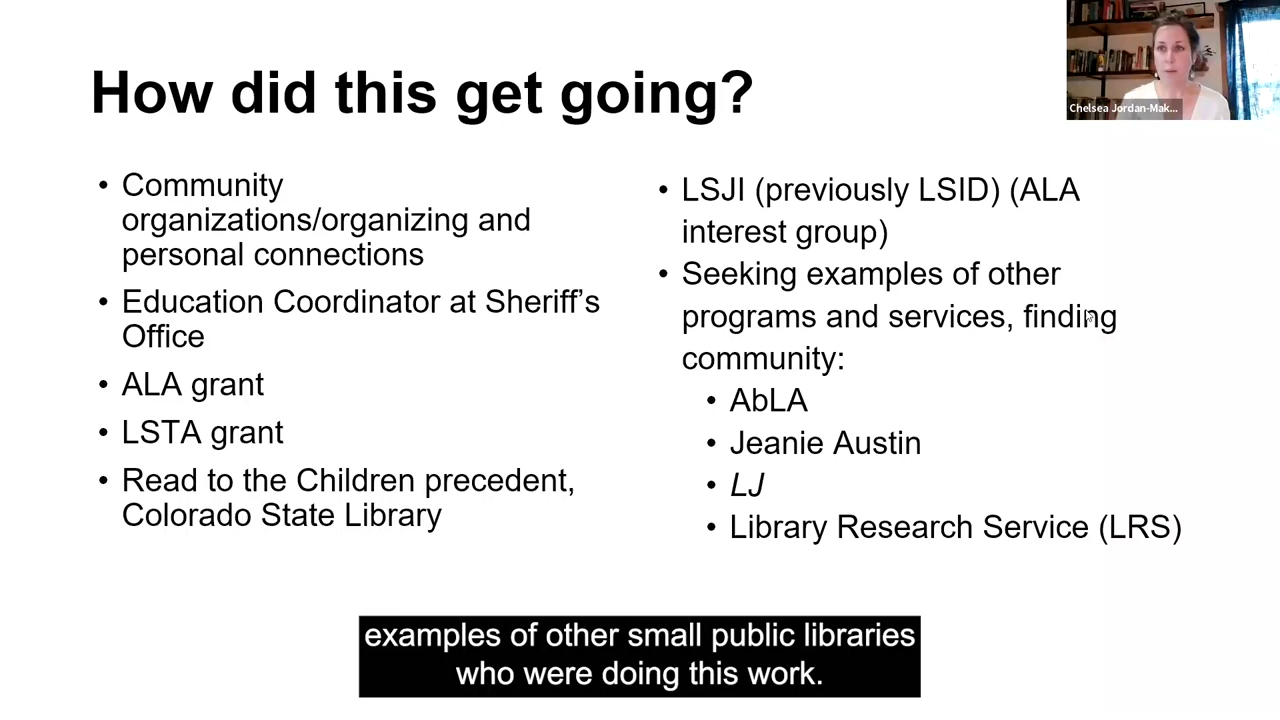 How did this get going?
Chelsea Jordan-Mak...
• Community
organizations/organizing and
personal connections
• Education Coordinator at Sheriff’s
Office
• ALA grant
• LSTA grant
• Read to the Children precedent,
Colorado State Library
• LSJI (previously LSID) (ALA
interest group)
• Seeking examples of other
programs and services, finding
community:
• AbLA
• Jeanie Austin
• LJ
• Library Research Service (LRS)
examples of other small public libraries
who were doing this work.